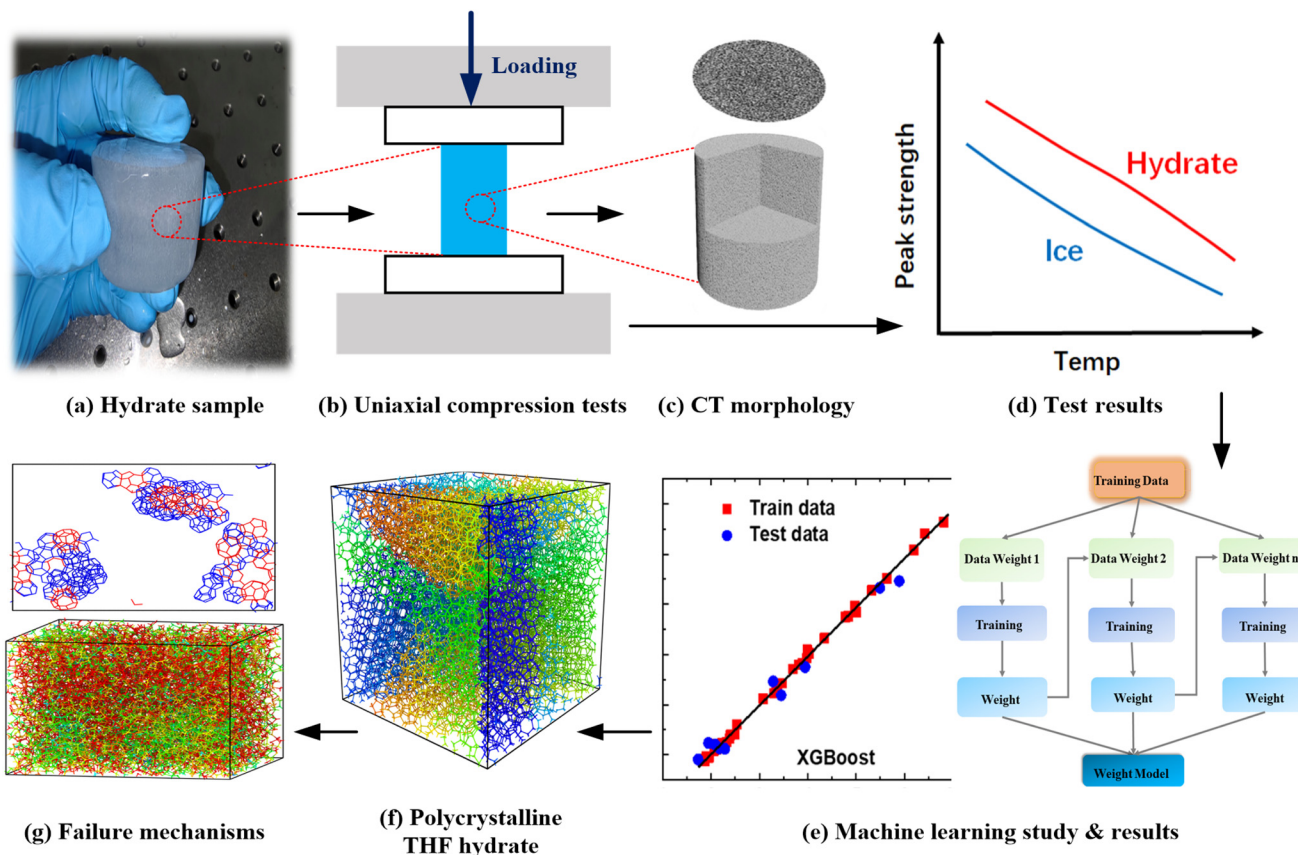 Loading
Peak strength
Hydrate
Ice
Temp
(a) Hydrate sample
(b) Uniaxial compression tests
(c) CT morphology
(d) Test results
Train data
Test data
XGBoost
Training Data
Data Weight 1
Data Weight 2
Data Weight n
Training
Training
Training
Weight
Weight
Weight
Weight Model
(g) Failure mechanisms
(f) Polycrystalline
THF hydrate
(e) Machine learning study & results